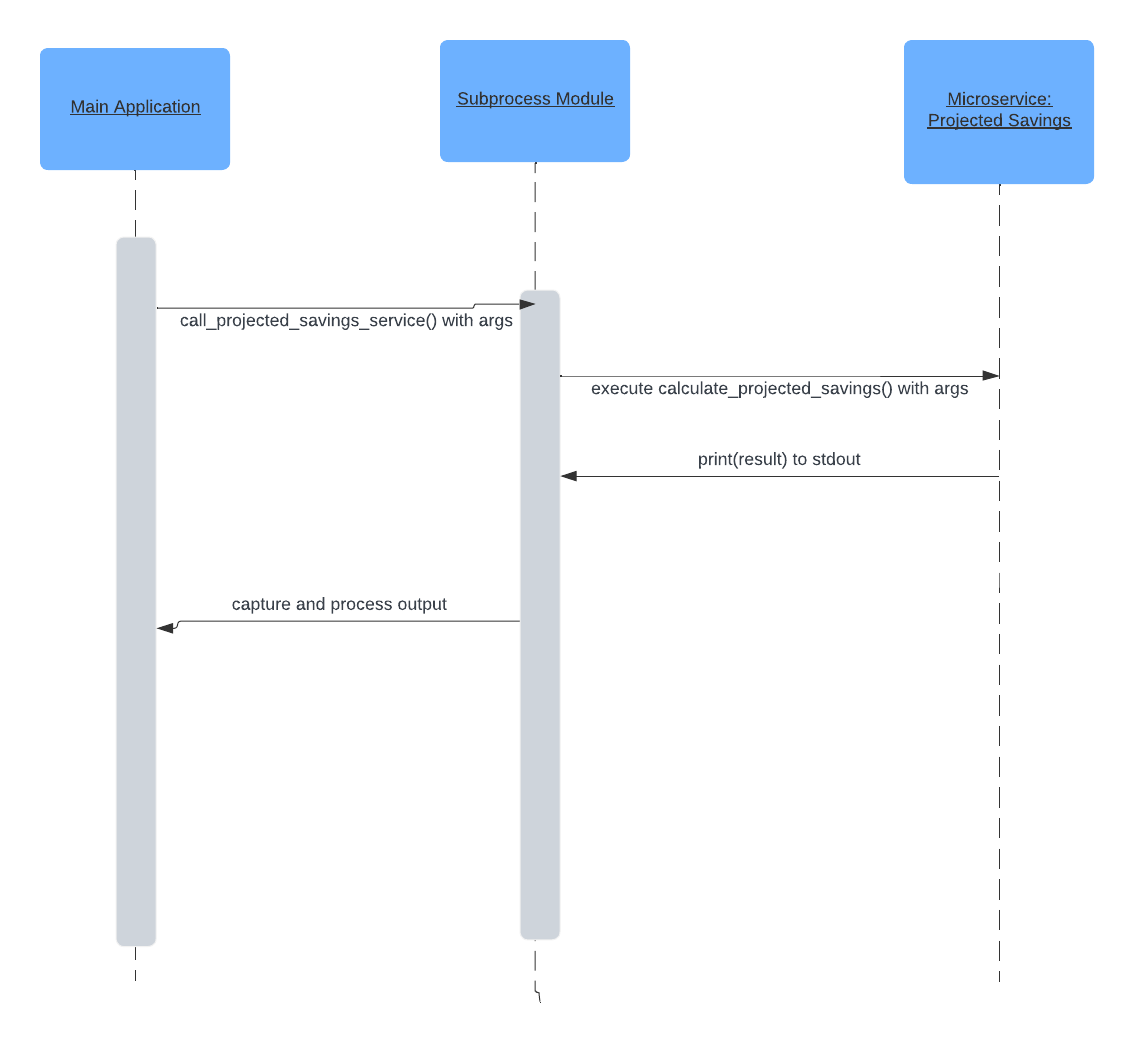 Main Application
Subprocess Module
Microservice:
Projected Savings
call_projected_savings_service() with args
execute calculate_projected_savings() with args
print(result) to stdout
capture and process output